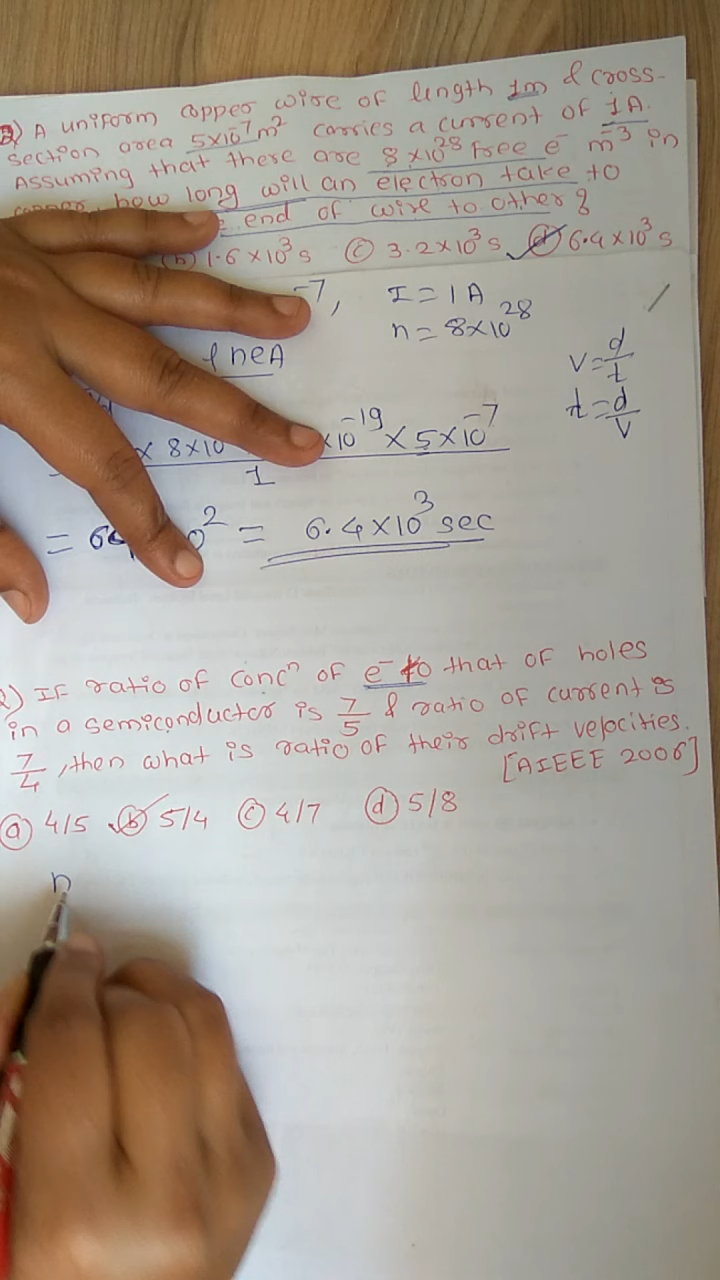 A uniform copper wire of length 1m & cross-
section area 5×10⁻⁷m² carries a current of 1A.
Assuming that there are 8×10²⁸ free e⁻ m⁻³ in
how long will an electron take to
end of wire to other?
(b) 1.6×10³s (c) 3.2×10³s (d) 6.4×10³s
⁻⁷, I = 1A
n = 8×10²⁸
l neA
v = d/t
t = d/v
× 8×10 ×10⁻¹⁹ × 5×10⁻⁷
1
= 64 0² = 6.4×10³ sec
) If ratio of concⁿ of e⁻ to that of holes
in a semiconductor is 7/5 & ratio of current is
7/4, then what is ratio of their drift velocities.
[AIEEE 2006]
(a) 4/5 (b) 5/4 (c) 4/7 (d) 5/8
n